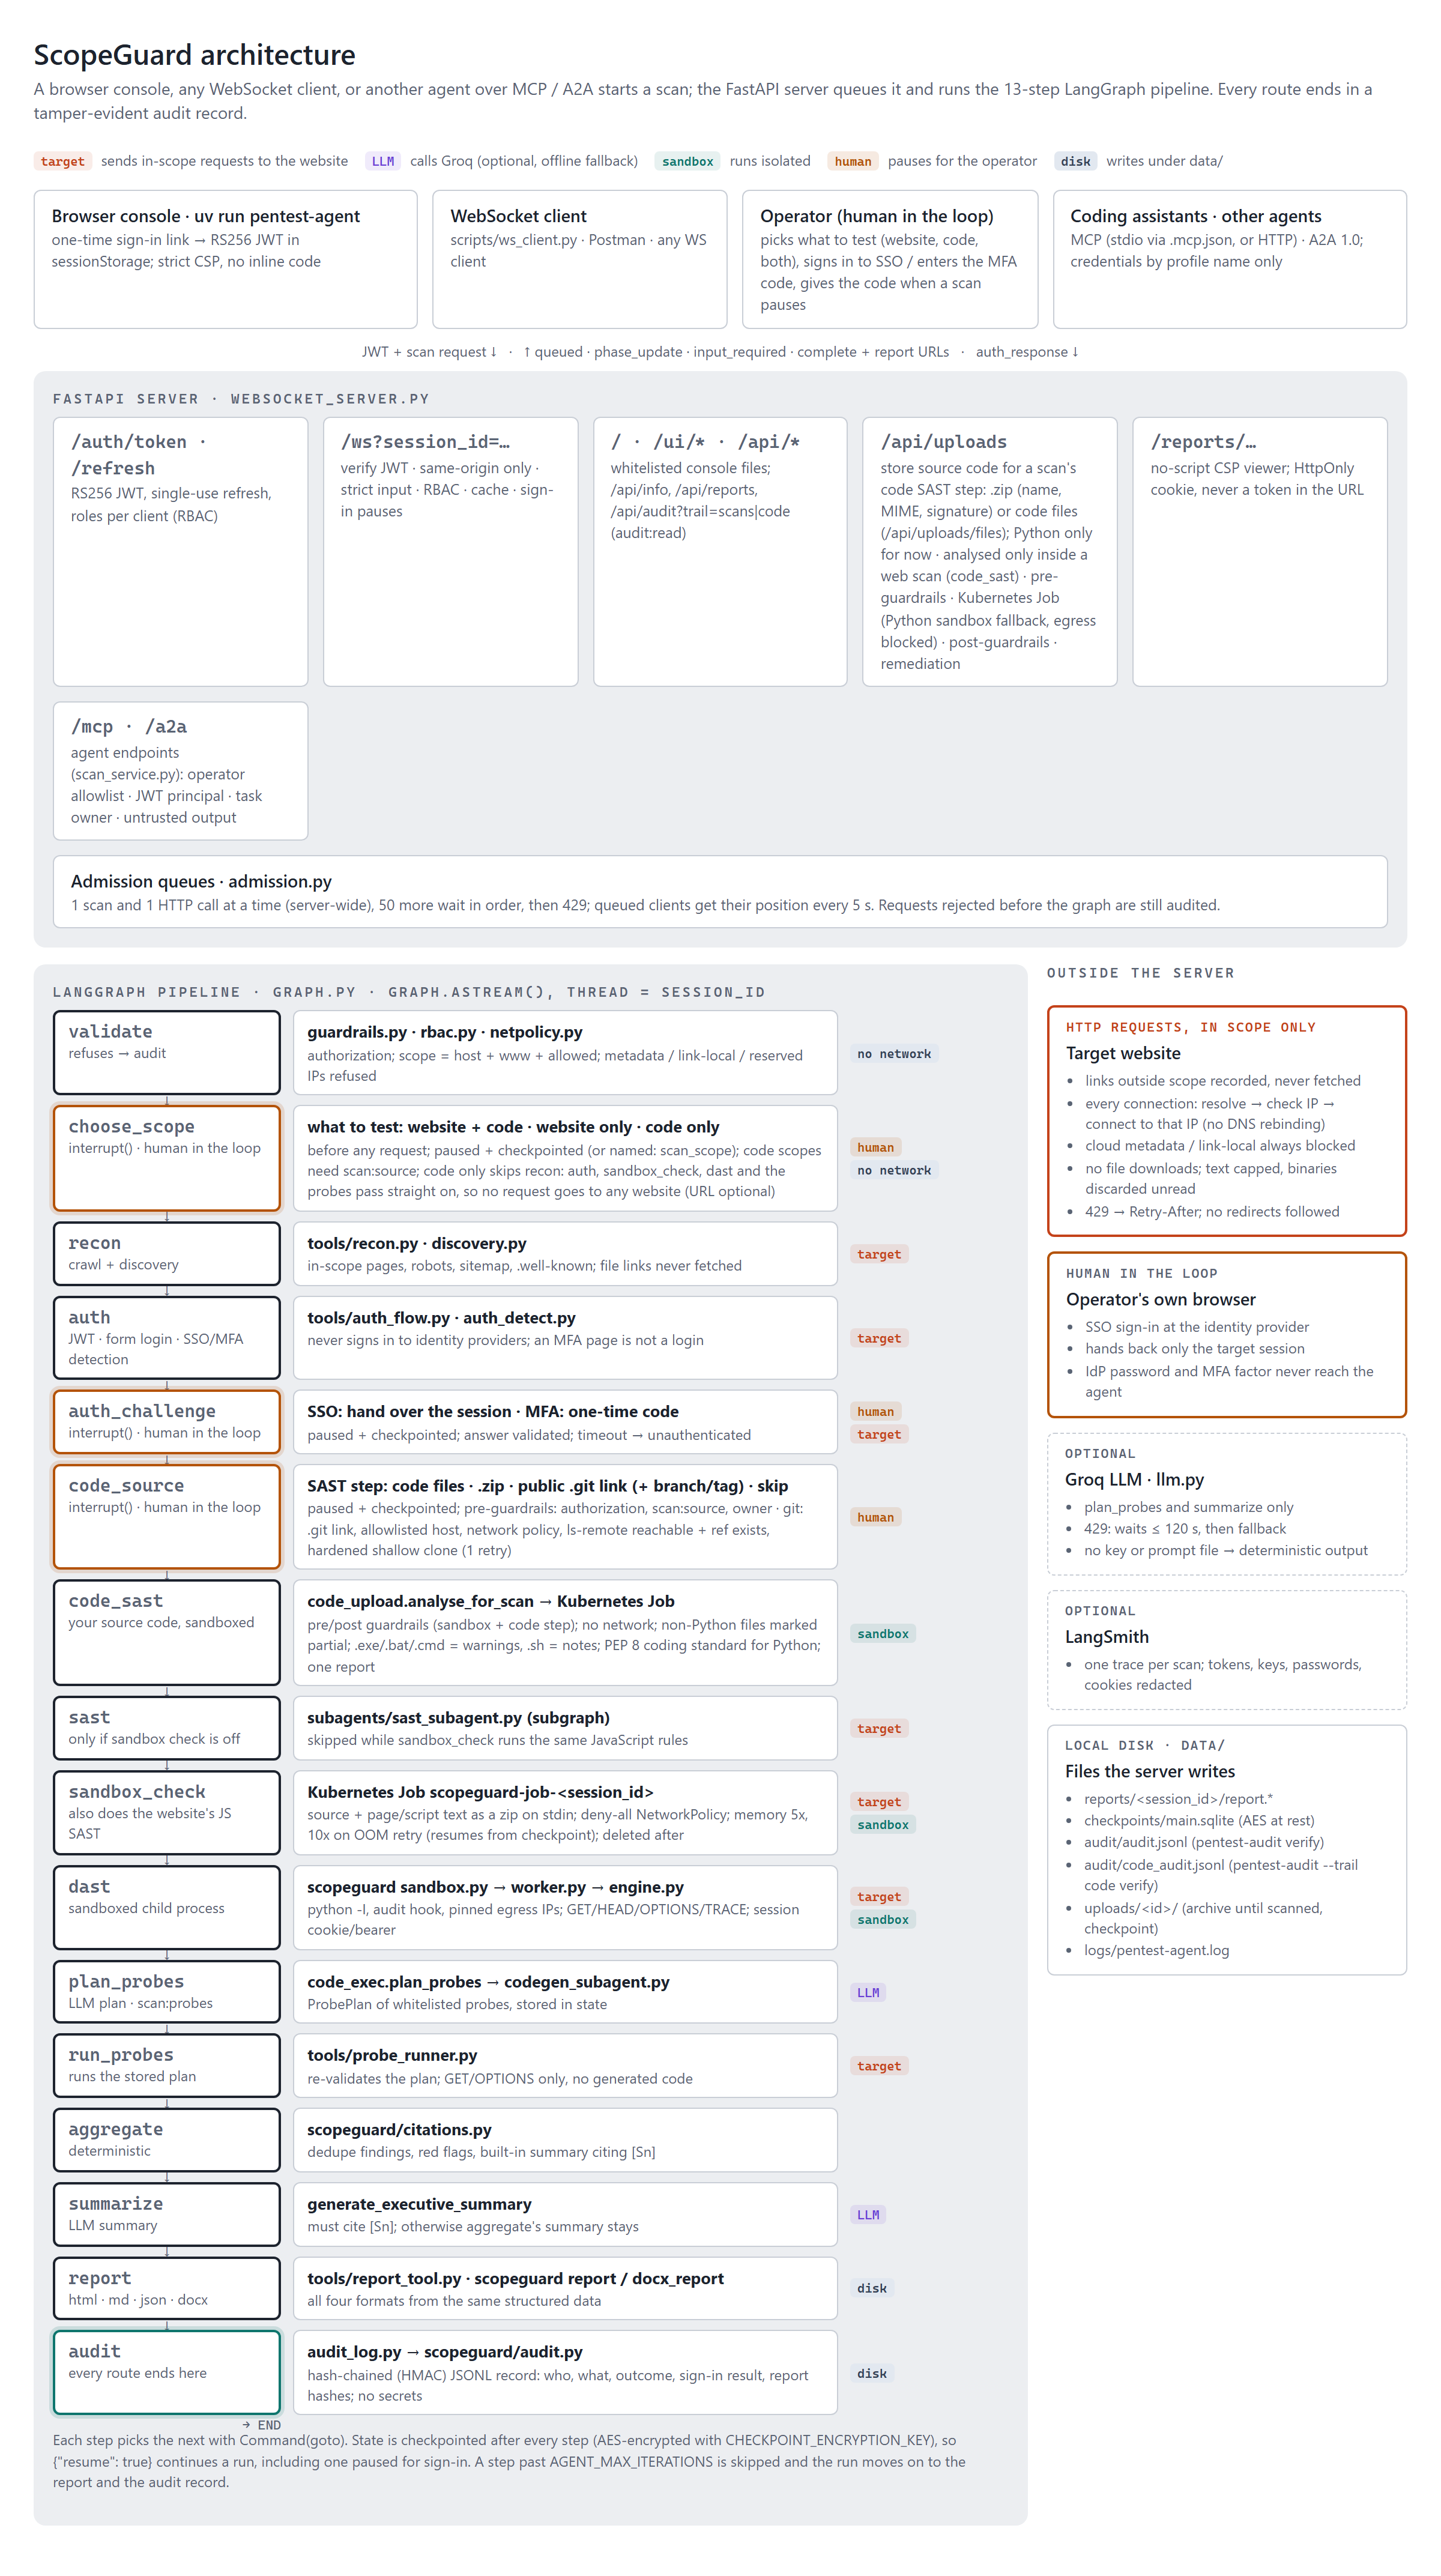 ScopeGuard architecture
A browser console, any WebSocket client, or another agent over MCP / A2A starts a scan; the FastAPI server queues it and runs the 13-step LangGraph pipeline. Every route ends in a
tamper-evident audit record.
target sends in-scope requests to the website LLM calls Groq (optional, offline fallback) sandbox runs isolated human pauses for the operator disk writes under data/
Browser console · uv run pentest-agent
one-time sign-in link → RS256 JWT in
sessionStorage; strict CSP, no inline code
WebSocket client
scripts/ws_client.py · Postman · any WS
client
Operator (human in the loop)
picks what to test (website, code,
both), signs in to SSO / enters the MFA
code, gives the code when a scan
pauses
Coding assistants · other agents
MCP (stdio via .mcp.json, or HTTP) · A2A 1.0;
credentials by profile name only
JWT + scan request ↓ · ↑ queued · phase_update · input_required · complete + report URLs · auth_response ↓
FASTAPI SERVER · WEBSOCKET_SERVER.PY
/auth/token ·
/refresh
RS256 JWT, single-use refresh,
roles per client (RBAC)
/ws?session_id=…
verify JWT · same-origin only ·
strict input · RBAC · cache · sign-
in pauses
/ · /ui/* · /api/*
whitelisted console files;
/api/info, /api/reports,
/api/audit?trail=scans|code
(audit:read)
/api/uploads
store source code for a scan's
code SAST step: .zip (name,
MIME, signature) or code files
(/api/uploads/files); Python only
for now · analysed only inside a
web scan (code_sast) · pre-
guardrails · Kubernetes Job
(Python sandbox fallback, egress
blocked) · post-guardrails ·
remediation
/reports/…
no-script CSP viewer; HttpOnly
cookie, never a token in the URL
/mcp · /a2a
agent endpoints
(scan_service.py): operator
allowlist · JWT principal · task
owner · untrusted output
Admission queues · admission.py
1 scan and 1 HTTP call at a time (server-wide), 50 more wait in order, then 429; queued clients get their position every 5 s. Requests rejected before the graph are still audited.
LANGGRAPH PIPELINE · GRAPH.PY · GRAPH.ASTREAM(), THREAD = SESSION_ID
validate
refuses → audit
guardrails.py · rbac.py · netpolicy.py
authorization; scope = host + www + allowed; metadata / link-local / reserved
IPs refused
no network
choose_scope
interrupt() · human in the loop
what to test: website + code · website only · code only
before any request; paused + checkpointed (or named: scan_scope); code scopes
need scan:source; code only skips recon: auth, sandbox_check, dast and the
probes pass straight on, so no request goes to any website (URL optional)
human
no network
recon
crawl + discovery
tools/recon.py · discovery.py
in-scope pages, robots, sitemap, .well-known; file links never fetched
target
auth
JWT · form login · SSO/MFA
detection
tools/auth_flow.py · auth_detect.py
never signs in to identity providers; an MFA page is not a login
target
auth_challenge
interrupt() · human in the loop
SSO: hand over the session · MFA: one-time code
paused + checkpointed; answer validated; timeout → unauthenticated
human
target
code_source
interrupt() · human in the loop
SAST step: code files · .zip · public .git link (+ branch/tag) · skip
paused + checkpointed; pre-guardrails: authorization, scan:source, owner · git:
.git link, allowlisted host, network policy, ls-remote reachable + ref exists,
hardened shallow clone (1 retry)
human
code_sast
your source code, sandboxed
code_upload.analyse_for_scan → Kubernetes Job
pre/post guardrails (sandbox + code step); no network; non-Python files marked
partial; .exe/.bat/.cmd = warnings, .sh = notes; PEP 8 coding standard for Python;
one report
sandbox
sast
only if sandbox check is off
subagents/sast_subagent.py (subgraph)
skipped while sandbox_check runs the same JavaScript rules
target
sandbox_check
also does the website's JS
SAST
Kubernetes Job scopeguard-job-<session_id>
source + page/script text as a zip on stdin; deny-all NetworkPolicy; memory 5x,
10x on OOM retry (resumes from checkpoint); deleted after
target
sandbox
dast
sandboxed child process
scopeguard sandbox.py → worker.py → engine.py
python -I, audit hook, pinned egress IPs; GET/HEAD/OPTIONS/TRACE; session
cookie/bearer
target
sandbox
plan_probes
LLM plan · scan:probes
code_exec.plan_probes → codegen_subagent.py
ProbePlan of whitelisted probes, stored in state
LLM
run_probes
runs the stored plan
tools/probe_runner.py
re-validates the plan; GET/OPTIONS only, no generated code
target
aggregate
deterministic
scopeguard/citations.py
dedupe findings, red flags, built-in summary citing [Sn]
summarize
LLM summary
generate_executive_summary
must cite [Sn]; otherwise aggregate's summary stays
LLM
report
html · md · json · docx
tools/report_tool.py · scopeguard report / docx_report
all four formats from the same structured data
disk
audit
every route ends here
audit_log.py → scopeguard/audit.py
hash-chained (HMAC) JSONL record: who, what, outcome, sign-in result, report
hashes; no secrets
disk
→ END
Each step picks the next with Command(goto). State is checkpointed after every step (AES-encrypted with CHECKPOINT_ENCRYPTION_KEY), so
{"resume": true} continues a run, including one paused for sign-in. A step past AGENT_MAX_ITERATIONS is skipped and the run moves on to the
report and the audit record.
OUTSIDE THE SERVER
HTTP REQUESTS, IN SCOPE ONLY
Target website
• links outside scope recorded, never fetched
• every connection: resolve → check IP →
connect to that IP (no DNS rebinding)
• cloud metadata / link-local always blocked
• no file downloads; text capped, binaries
discarded unread
• 429 → Retry-After; no redirects followed
HUMAN IN THE LOOP
Operator's own browser
• SSO sign-in at the identity provider
• hands back only the target session
• IdP password and MFA factor never reach the
agent
OPTIONAL
Groq LLM · llm.py
• plan_probes and summarize only
• 429: waits ≤ 120 s, then fallback
• no key or prompt file → deterministic output
OPTIONAL
LangSmith
• one trace per scan; tokens, keys, passwords,
cookies redacted
LOCAL DISK · DATA/
Files the server writes
• reports/<session_id>/report.*
• checkpoints/main.sqlite (AES at rest)
• audit/audit.jsonl (pentest-audit verify)
• audit/code_audit.jsonl (pentest-audit --trail
code verify)
• uploads/<id>/ (archive until scanned,
checkpoint)
• logs/pentest-agent.log